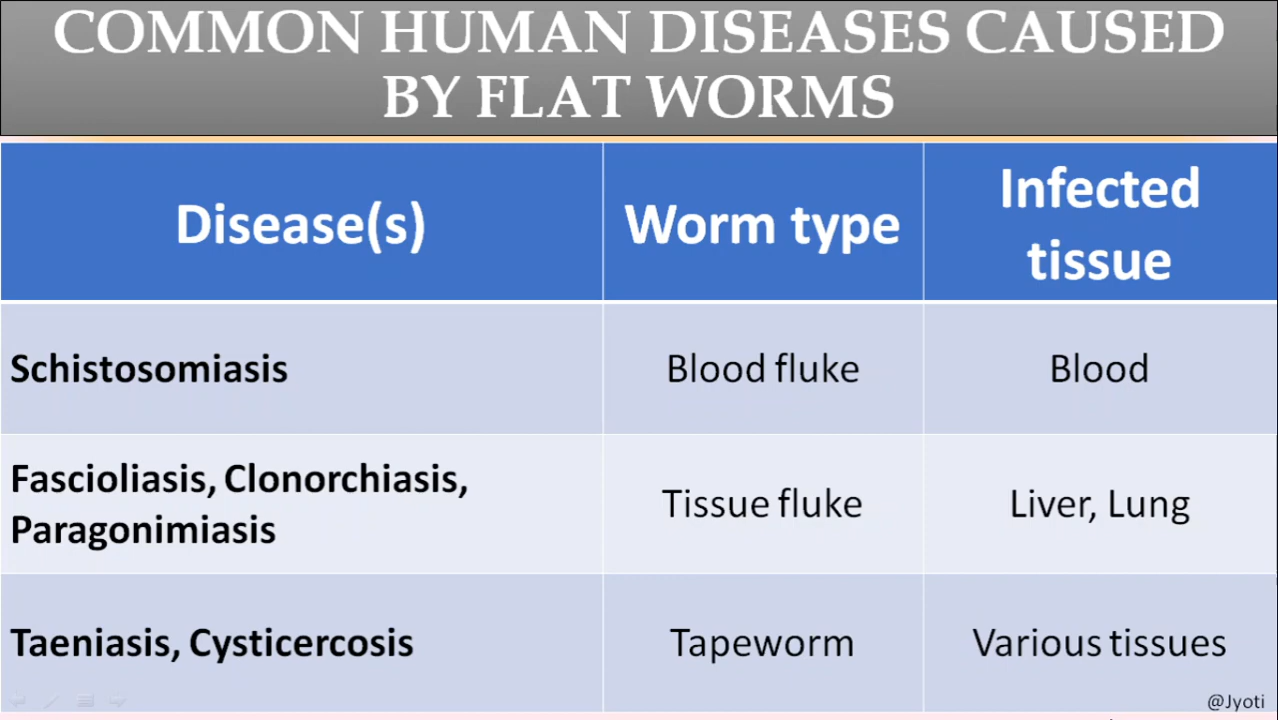 COMMON HUMAN DISEASES CAUSED
BY FLAT WORMS
Disease(s)
Worm type
Infected
tissue
Schistosomiasis
Blood fluke
Blood
Fascioliasis, Clonorchiasis,
Paragonimiasis
Tissue fluke
Liver, Lung
Taeniasis, Cysticercosis
Tapeworm
Various tissues
@Jyoti